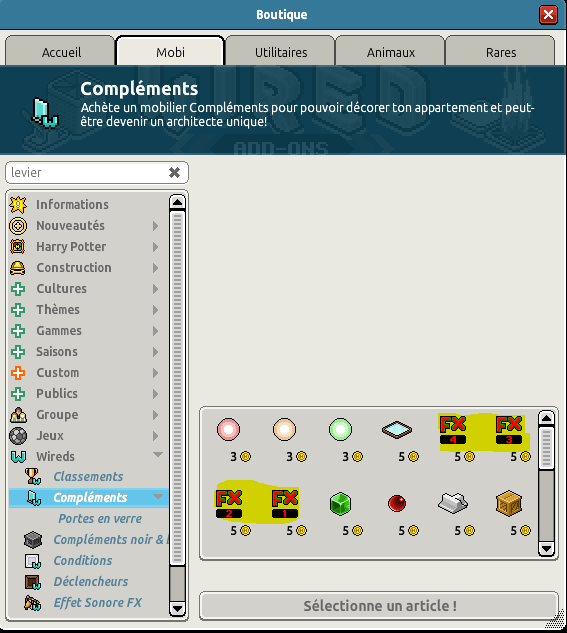 Boutique
Accueil
Mobi
Utilitaires
Animaux
Rares
WIRED
ADD-ONS
Compléments
Achète un mobilier Compléments pour pouvoir décorer ton appartement et peut-
être devenir un architecte unique!
levier
Informations
Nouveautés
Harry Potter
Construction
Cultures
Thèmes
Gammes
Saisons
Custom
Publics
Groupe
Jeux
Wireds
Classements
Compléments
Portes en verre
Compléments noir &
Conditions
Déclencheurs
Effet Sonore FX
FX 4
FX 3
3
3
3
5
5
5
FX 2
FX 1
5
5
5
5
5
5
Sélectionne un article !